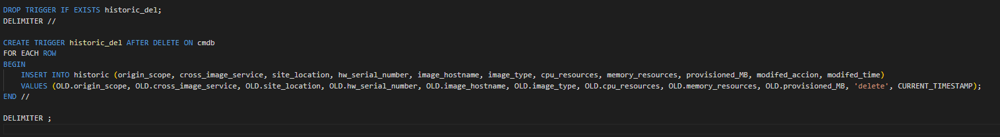 DROP TRIGGER IF EXISTS historic_del;
DELIMITER //
CREATE TRIGGER historic_del AFTER DELETE ON cmdb
FOR EACH ROW
BEGIN
INSERT INTO historic (origin_scope, cross_image_service, site_location, hw_serial_number, image_hostname, image_type, cpu_resources, memory_resources, provisioned_MB, modifed_accion, modifed_time)
VALUES (OLD.origin_scope, OLD.cross_image_service, OLD.site_location, OLD.hw_serial_number, OLD.image_hostname, OLD.image_type, OLD.cpu_resources, OLD.memory_resources, OLD.provisioned_MB, 'delete', CURRENT_TIMESTAMP);
END //
DELIMITER ;